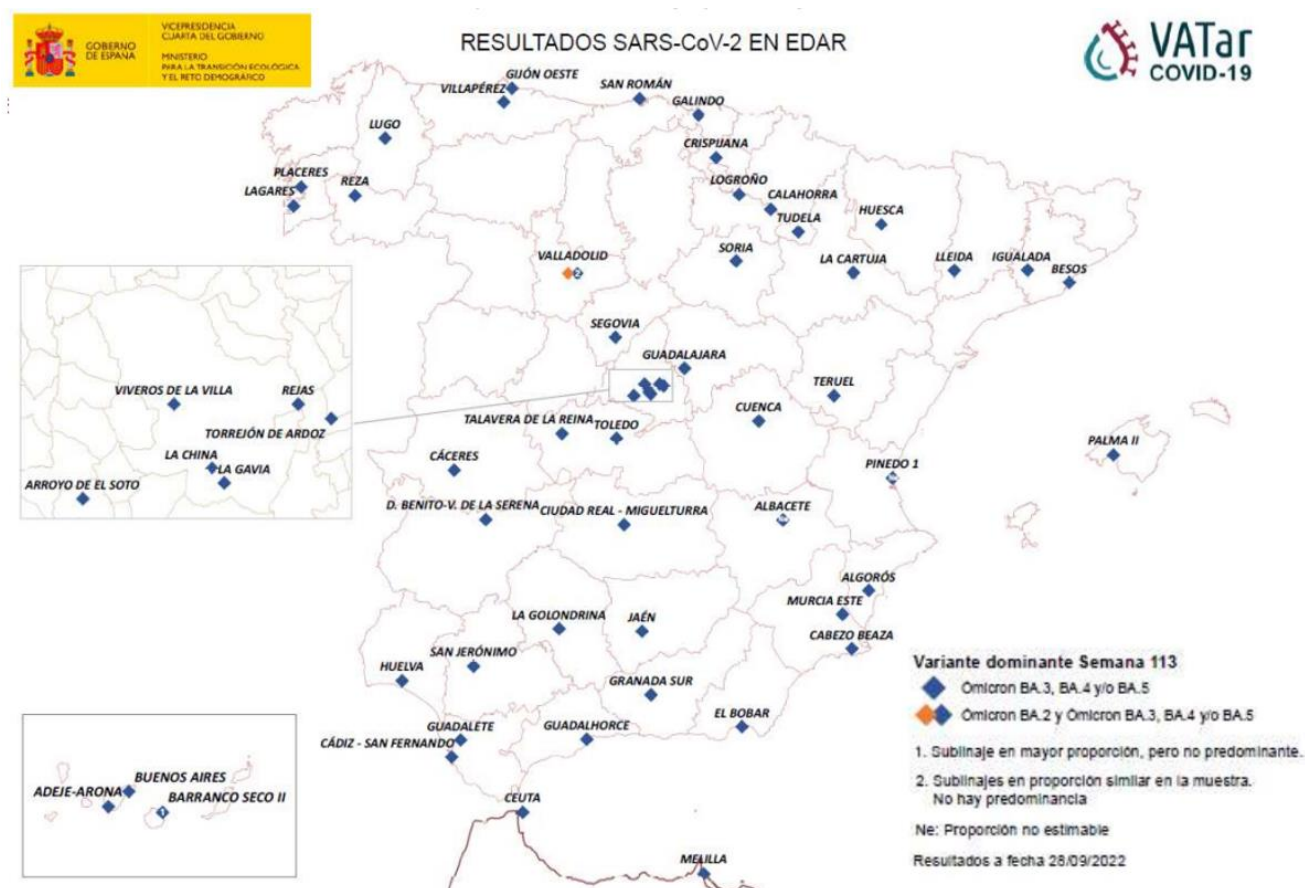 GOBIERNO
DE ESPAÑA
VICEPRESIDENCIA
CUARTA DEL GOBIERNO
MINISTERIO
PARA LA TRANSICIÓN ECOLÓGICA
Y EL RETO DEMOGRÁFICO
RESULTADOS SARS-CoV-2 EN EDAR
VATar
COVID-19
GIJÓN OESTE
VILLAPÉREZ
SAN ROMÁN
GALINDO
LUGO
CRISPIJANA
PLACERES
REZA
LAGARES
LOGROÑO
CALAHORRA
TUDELA
HUESCA
VALLADOLID
2
SORIA
LA CARTUJA
LLEIDA
IGUALADA
BESOS
SEGOVIA
GUADALAJARA
TERUEL
VIVEROS DE LA VILLA
REJAS
TORREJÓN DE ARDOZ
LA CHINA
LA GAVIA
ARROYO DE EL SOTO
TALAVERA DE LA REINA
TOLEDO
CUENCA
PALMA II
CÁCERES
PINEDO 1
Ne
D. BENITO-V. DE LA SERENA
CIUDAD REAL - MIGUELTURRA
ALBACETE
Ne
ALGORÓS
MURCIA ESTE
CABEZO BEAZA
LA GOLONDRINA
JAÉN
SAN JERÓNIMO
HUELVA
GRANADA SUR
EL BOBAR
GUADALETE
GUADALHORCE
CÁDIZ - SAN FERNANDO
CEUTA
MELILLA
ADEJE-ARONA
BUENOS AIRES
BARRANCO SECO II
1
Variante dominante Semana 113
Ómicron BA.3, BA.4 y/o BA.5
Ómicron BA.2 y Ómicron BA.3, BA.4 y/o BA.5
1. Sublinaje en mayor proporción, pero no predominante.
2. Sublinajes en proporción similar en la muestra.
No hay predominancia
Ne: Proporción no estimable
Resultados a fecha 28/09/2022